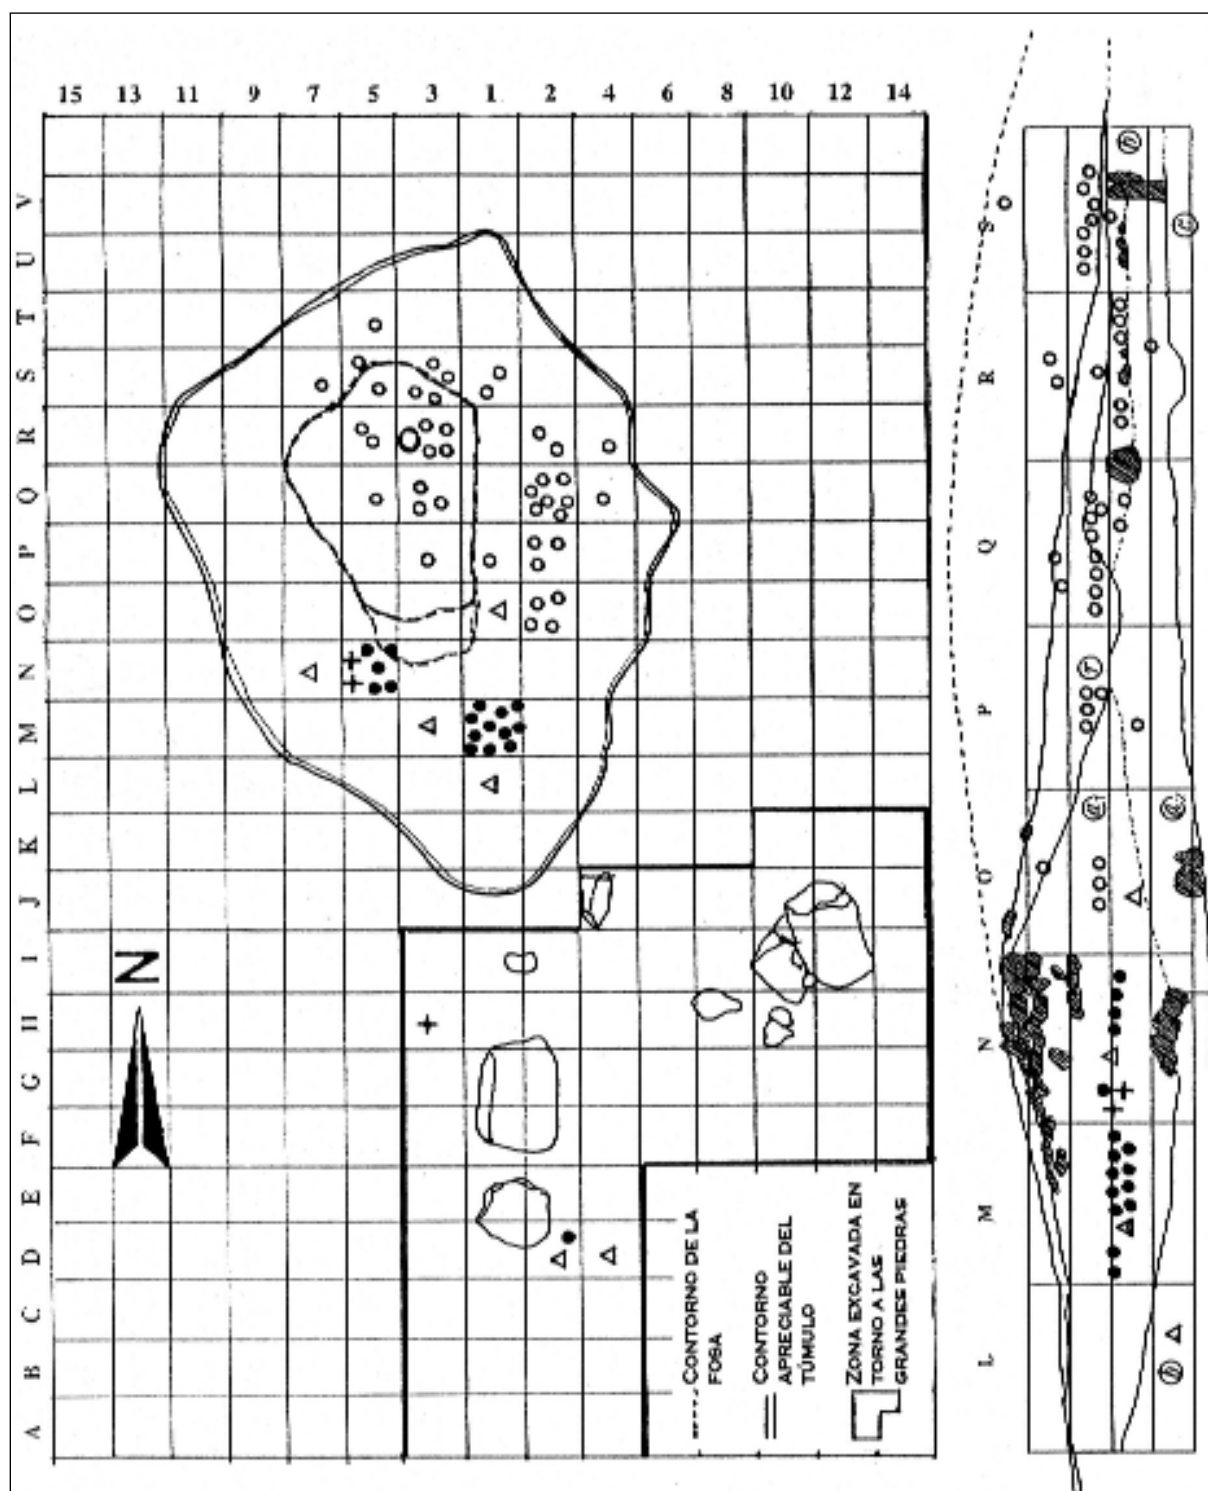 15 13 11 9 7 5 3 1 2 4 6 8 10 12 14
V
U
T
S
R
Q
P
O
N
M
L
K
J
I
H
G
F
E
D
C
B
A
N
CONTORNO DE LA
FOSA
CONTORNO
APRECIABLE DEL
TÚMULO
ZONA EXCAVADA EN
TORNO A LAS
GRANDES PIEDRAS
S
R
Q
P
O
N
M
L